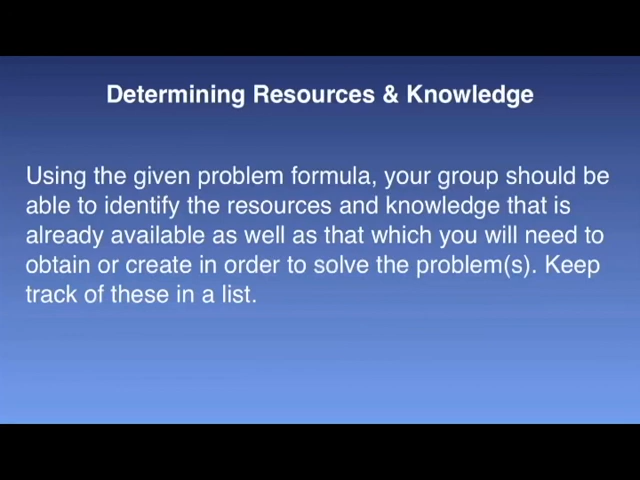 Determining Resources & Knowledge
Using the given problem formula, your group should be
able to identify the resources and knowledge that is
already available as well as that which you will need to
obtain or create in order to solve the problem(s). Keep
track of these in a list.